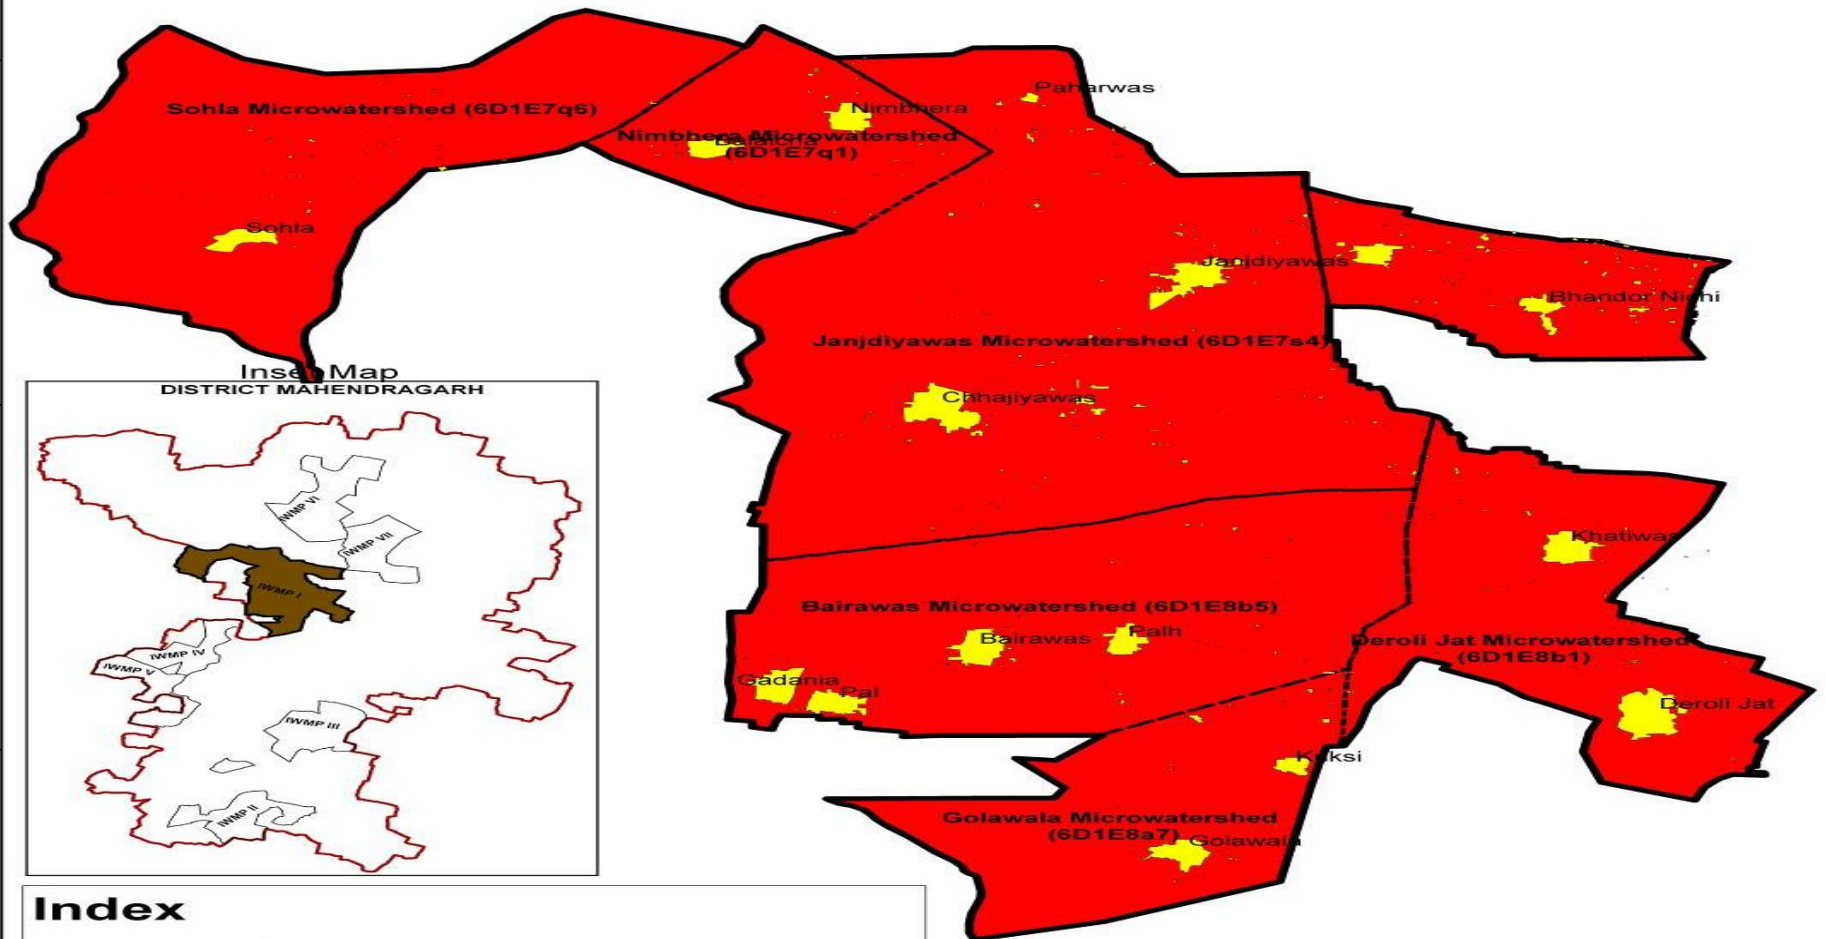 Paharwas
Sohla Microwatershed (6D1E7q6)
Nimbhera
Nimbhera Microwatershed
(6D1E7q1)
Sohla
Janjdiyawas
Bhandor Nichi
Janjdiyawas Microwatershed (6D1E7s4)
Inset Map
DISTRICT MAHENDRAGARH
Chhajiyawas
IWMP VI
IWMP VII
Khatiwas
IWMP I
Bairawas Microwatershed (6D1E8b5)
Bairawas
Palh
Deroli Jat Microwatershed
(6D1E8b1)
IWMP IV
IWMP V
Gadania
Pal
Deroli Jat
IWMP III
Kuksi
IWMP II
Golawala Microwatershed
(6D1E8a7)
Golawala
Index